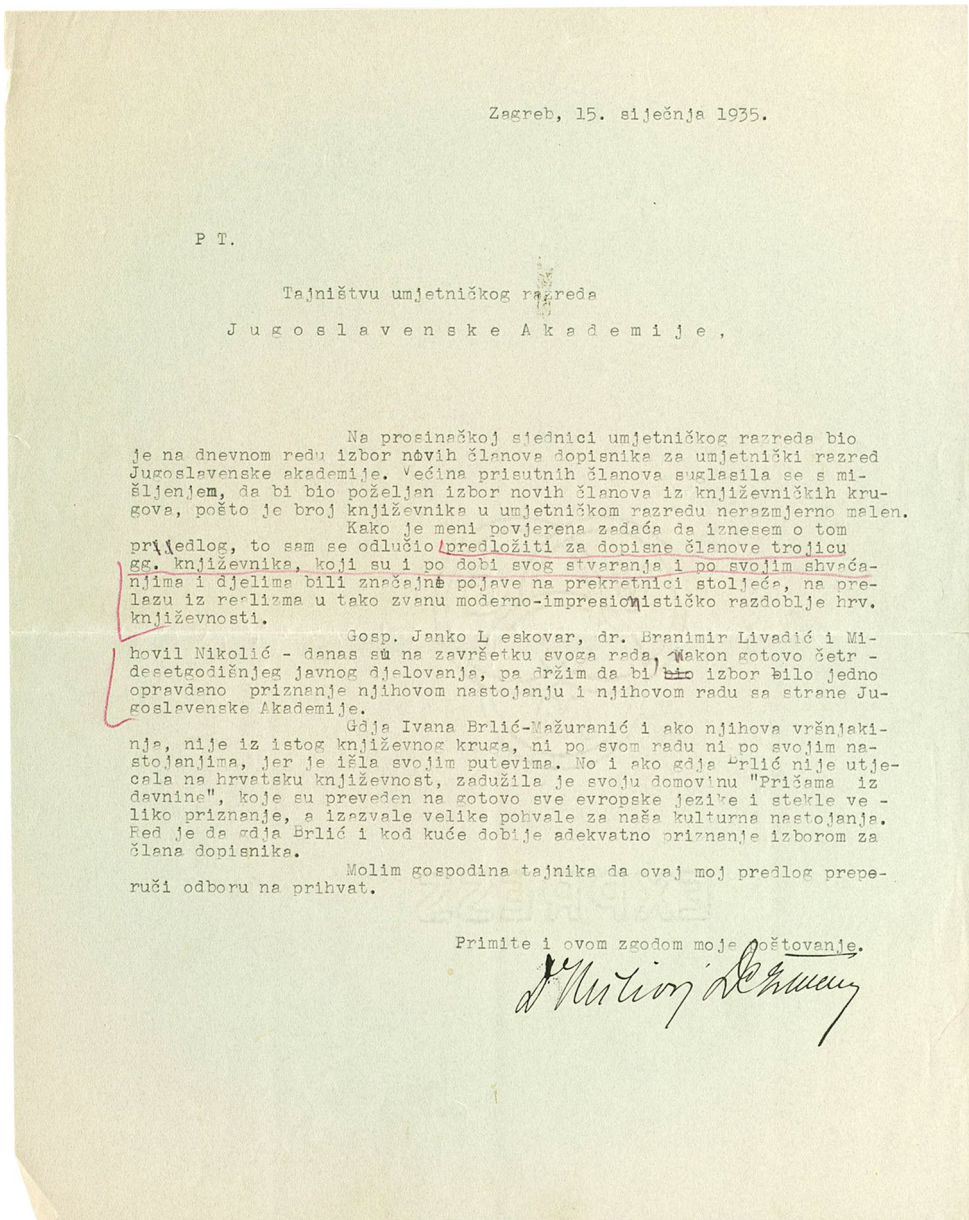 Zagreb, 15. siječnja 1935.
P T.
Tajništvu umjetničkog razreda
Jugoslavenske Akademije,
Na prosinačkoj sjednici umjetničkog razreda bio
je na dnevnom redu izbor novih članova dopisnika za umjetnički razred
Jugoslavenske akademije. Većina prisutnih članova suglasila se s mi-
šljenjem, da bi bio poželjan izbor novih članova iz književničkih kru-
gova, pošto je broj književnika u umjetničkom razredu nerazmjerno malen.
Kako je meni povjerena zadaća da iznesem o tom
prijedlog, to sam se odlučio predložiti za dopisne članove trojicu
gg. književnika, koji su i po dobi svog stvaranja i po svojim shvaća-
njima i djelima bili značajne pojave na prekretnici stoljeća, na pre-
lazu iz realizma u tako zvanu moderno-impresionističko razdoblje hrv.
književnosti.
Gosp. Janko Leskovar, dr. Branimir Livadić i Mi-
hovil Nikolić - danas su na završetku svoga rada, nakon gotovo četr -
desetgodišnjeg javnog djelovanja, pa držim da bi bio izbor bilo jedno
opravdano priznanje njihovom nastojanju i njihovom radu sa strane Ju-
goslavenske Akademije.
Gdja Ivana Brlić-Mažuranić i ako njihova vršnjaki-
nja, nije iz istog književnog kruga, ni po svom radu ni po svojim na-
stojanjima, jer je išla svojim putevima. No i ako gdja Brlić nije utje-
cala na hrvatsku književnost, zadužila je svoju domovinu "Pričama iz
davnine", koje su preveden na gotovo sve evropske jezike i stekle ve -
liko priznanje, a izazvale velike pohvale za naša kulturna nastojanja.
Red je da gdja Brlić i kod kuće dobije adekvatno priznanje izborom za
člana dopisnika.
Molim gospodina tajnika da ovaj moj predlog prepe-
ruči odboru na prihvat.
Primite i ovom zgodom moje poštovanje.